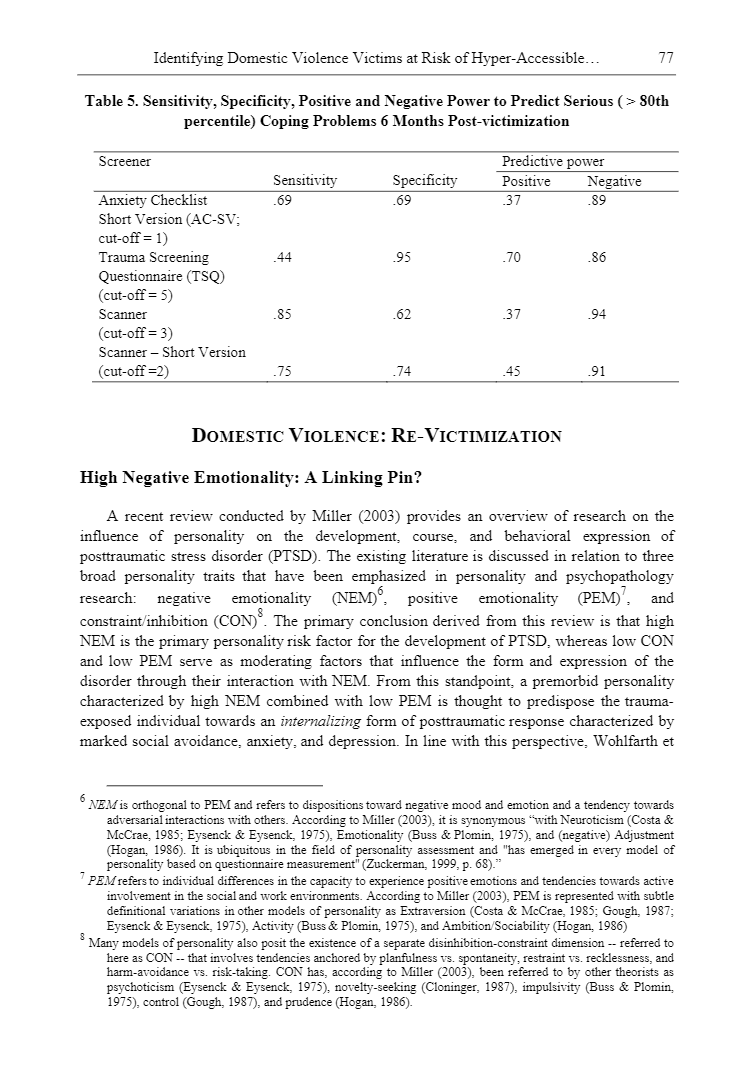 Identifying Domestic Violence Victims at Risk of Hyper-Accessible… 77
Table 5. Sensitivity, Specificity, Positive and Negative Power to Predict Serious ( > 80th
percentile) Coping Problems 6 Months Post-victimization
Screener Predictive power
Sensitivity Specificity Positive Negative
Anxiety Checklist .69 .69 .37 .89
Short Version (AC-SV;
cut-off = 1)
Trauma Screening .44 .95 .70 .86
Questionnaire (TSQ)
(cut-off = 5)
Scanner .85 .62 .37 .94
(cut-off = 3)
Scanner – Short Version
(cut-off =2) .75 .74 .45 .91
DOMESTIC VIOLENCE: RE-VICTIMIZATION
High Negative Emotionality: A Linking Pin?
A recent review conducted by Miller (2003) provides an overview of research on the
influence of personality on the development, course, and behavioral expression of
posttraumatic stress disorder (PTSD). The existing literature is discussed in relation to three
broad personality traits that have been emphasized in personality and psychopathology
research: negative emotionality (NEM)6, positive emotionality (PEM)7, and
constraint/inhibition (CON)8. The primary conclusion derived from this review is that high
NEM is the primary personality risk factor for the development of PTSD, whereas low CON
and low PEM serve as moderating factors that influence the form and expression of the
disorder through their interaction with NEM. From this standpoint, a premorbid personality
characterized by high NEM combined with low PEM is thought to predispose the trauma-
exposed individual towards an internalizing form of posttraumatic response characterized by
marked social avoidance, anxiety, and depression. In line with this perspective, Wohlfarth et
6 NEM is orthogonal to PEM and refers to dispositions toward negative mood and emotion and a tendency towards
adversarial interactions with others. According to Miller (2003), it is synonymous “with Neuroticism (Costa &
McCrae, 1985; Eysenck & Eysenck, 1975), Emotionality (Buss & Plomin, 1975), and (negative) Adjustment
(Hogan, 1986). It is ubiquitous in the field of personality assessment and "has emerged in every model of
personality based on questionnaire measurement" (Zuckerman, 1999, p. 68).”
7 PEM refers to individual differences in the capacity to experience positive emotions and tendencies towards active
involvement in the social and work environments. According to Miller (2003), PEM is represented with subtle
definitional variations in other models of personality as Extraversion (Costa & McCrae, 1985; Gough, 1987;
Eysenck & Eysenck, 1975), Activity (Buss & Plomin, 1975), and Ambition/Sociability (Hogan, 1986)
8 Many models of personality also posit the existence of a separate disinhibition-constraint dimension -- referred to
here as CON -- that involves tendencies anchored by planfulness vs. spontaneity, restraint vs. recklessness, and
harm-avoidance vs. risk-taking. CON has, according to Miller (2003), been referred to by other theorists as
psychoticism (Eysenck & Eysenck, 1975), novelty-seeking (Cloninger, 1987), impulsivity (Buss & Plomin,
1975), control (Gough, 1987), and prudence (Hogan, 1986).